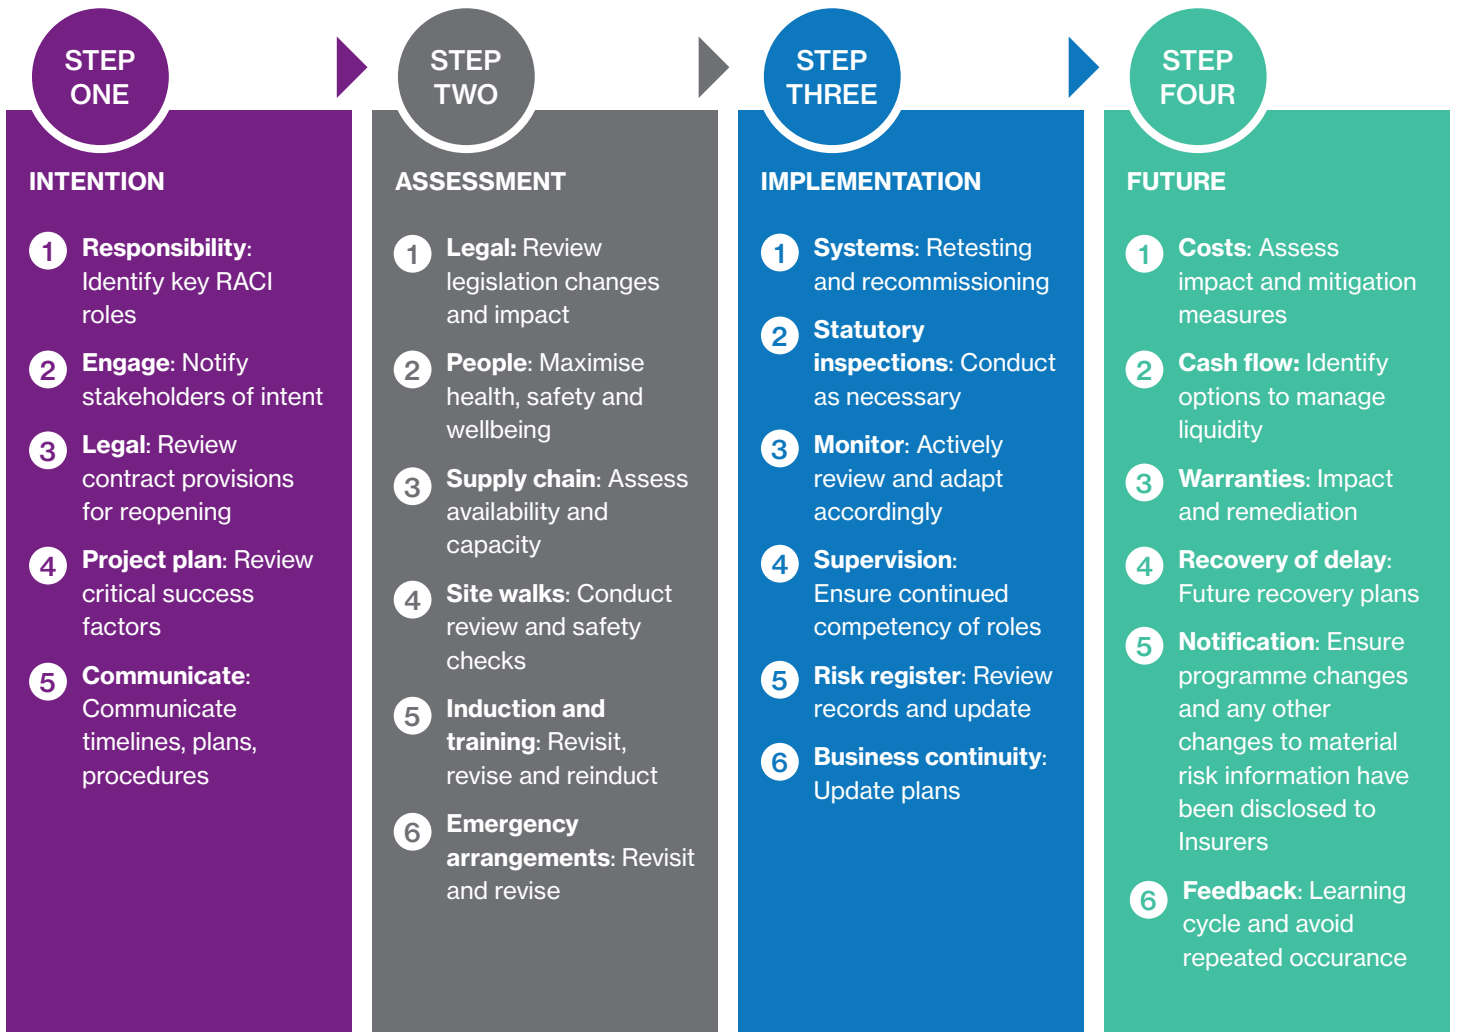 STEP
ONE
INTENTION
1 Responsibility:
Identify key RACI
roles
2 Engage: Notify
stakeholders of intent
3 Legal: Review
contract provisions
for reopening
4 Project plan: Review
critical success
factors
5 Communicate:
Communicate
timelines, plans,
procedures
STEP
TWO
ASSESSMENT
1 Legal: Review
legislation changes
and impact
2 People: Maximise
health, safety and
wellbeing
3 Supply chain: Assess
availability and
capacity
4 Site walks: Conduct
review and safety
checks
5 Induction and
training: Revisit,
revise and reinduct
6 Emergency
arrangements: Revisit
and revise
STEP
THREE
IMPLEMENTATION
1 Systems: Retesting
and recommissioning
2 Statutory
inspections: Conduct
as necessary
3 Monitor: Actively
review and adapt
accordingly
4 Supervision:
Ensure continued
competency of roles
5 Risk register: Review
records and update
6 Business continuity:
Update plans
STEP
FOUR
FUTURE
1 Costs: Assess
impact and mitigation
measures
2 Cash flow: Identify
options to manage
liquidity
3 Warranties: Impact
and remediation
4 Recovery of delay:
Future recovery plans
5 Notification: Ensure
programme changes
and any other
changes to material
risk information have
been disclosed to
Insurers
6 Feedback: Learning
cycle and avoid
repeated occurance